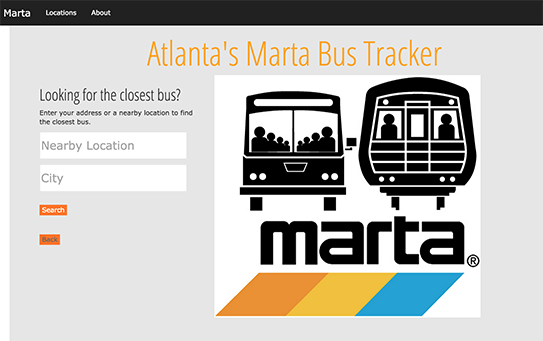 Marta Locations About
Atlanta's Marta Bus Tracker
Looking for the closest bus?
Enter your address or a nearby location to find
the closest bus.
Nearby Location
City
Search
Back
marta®